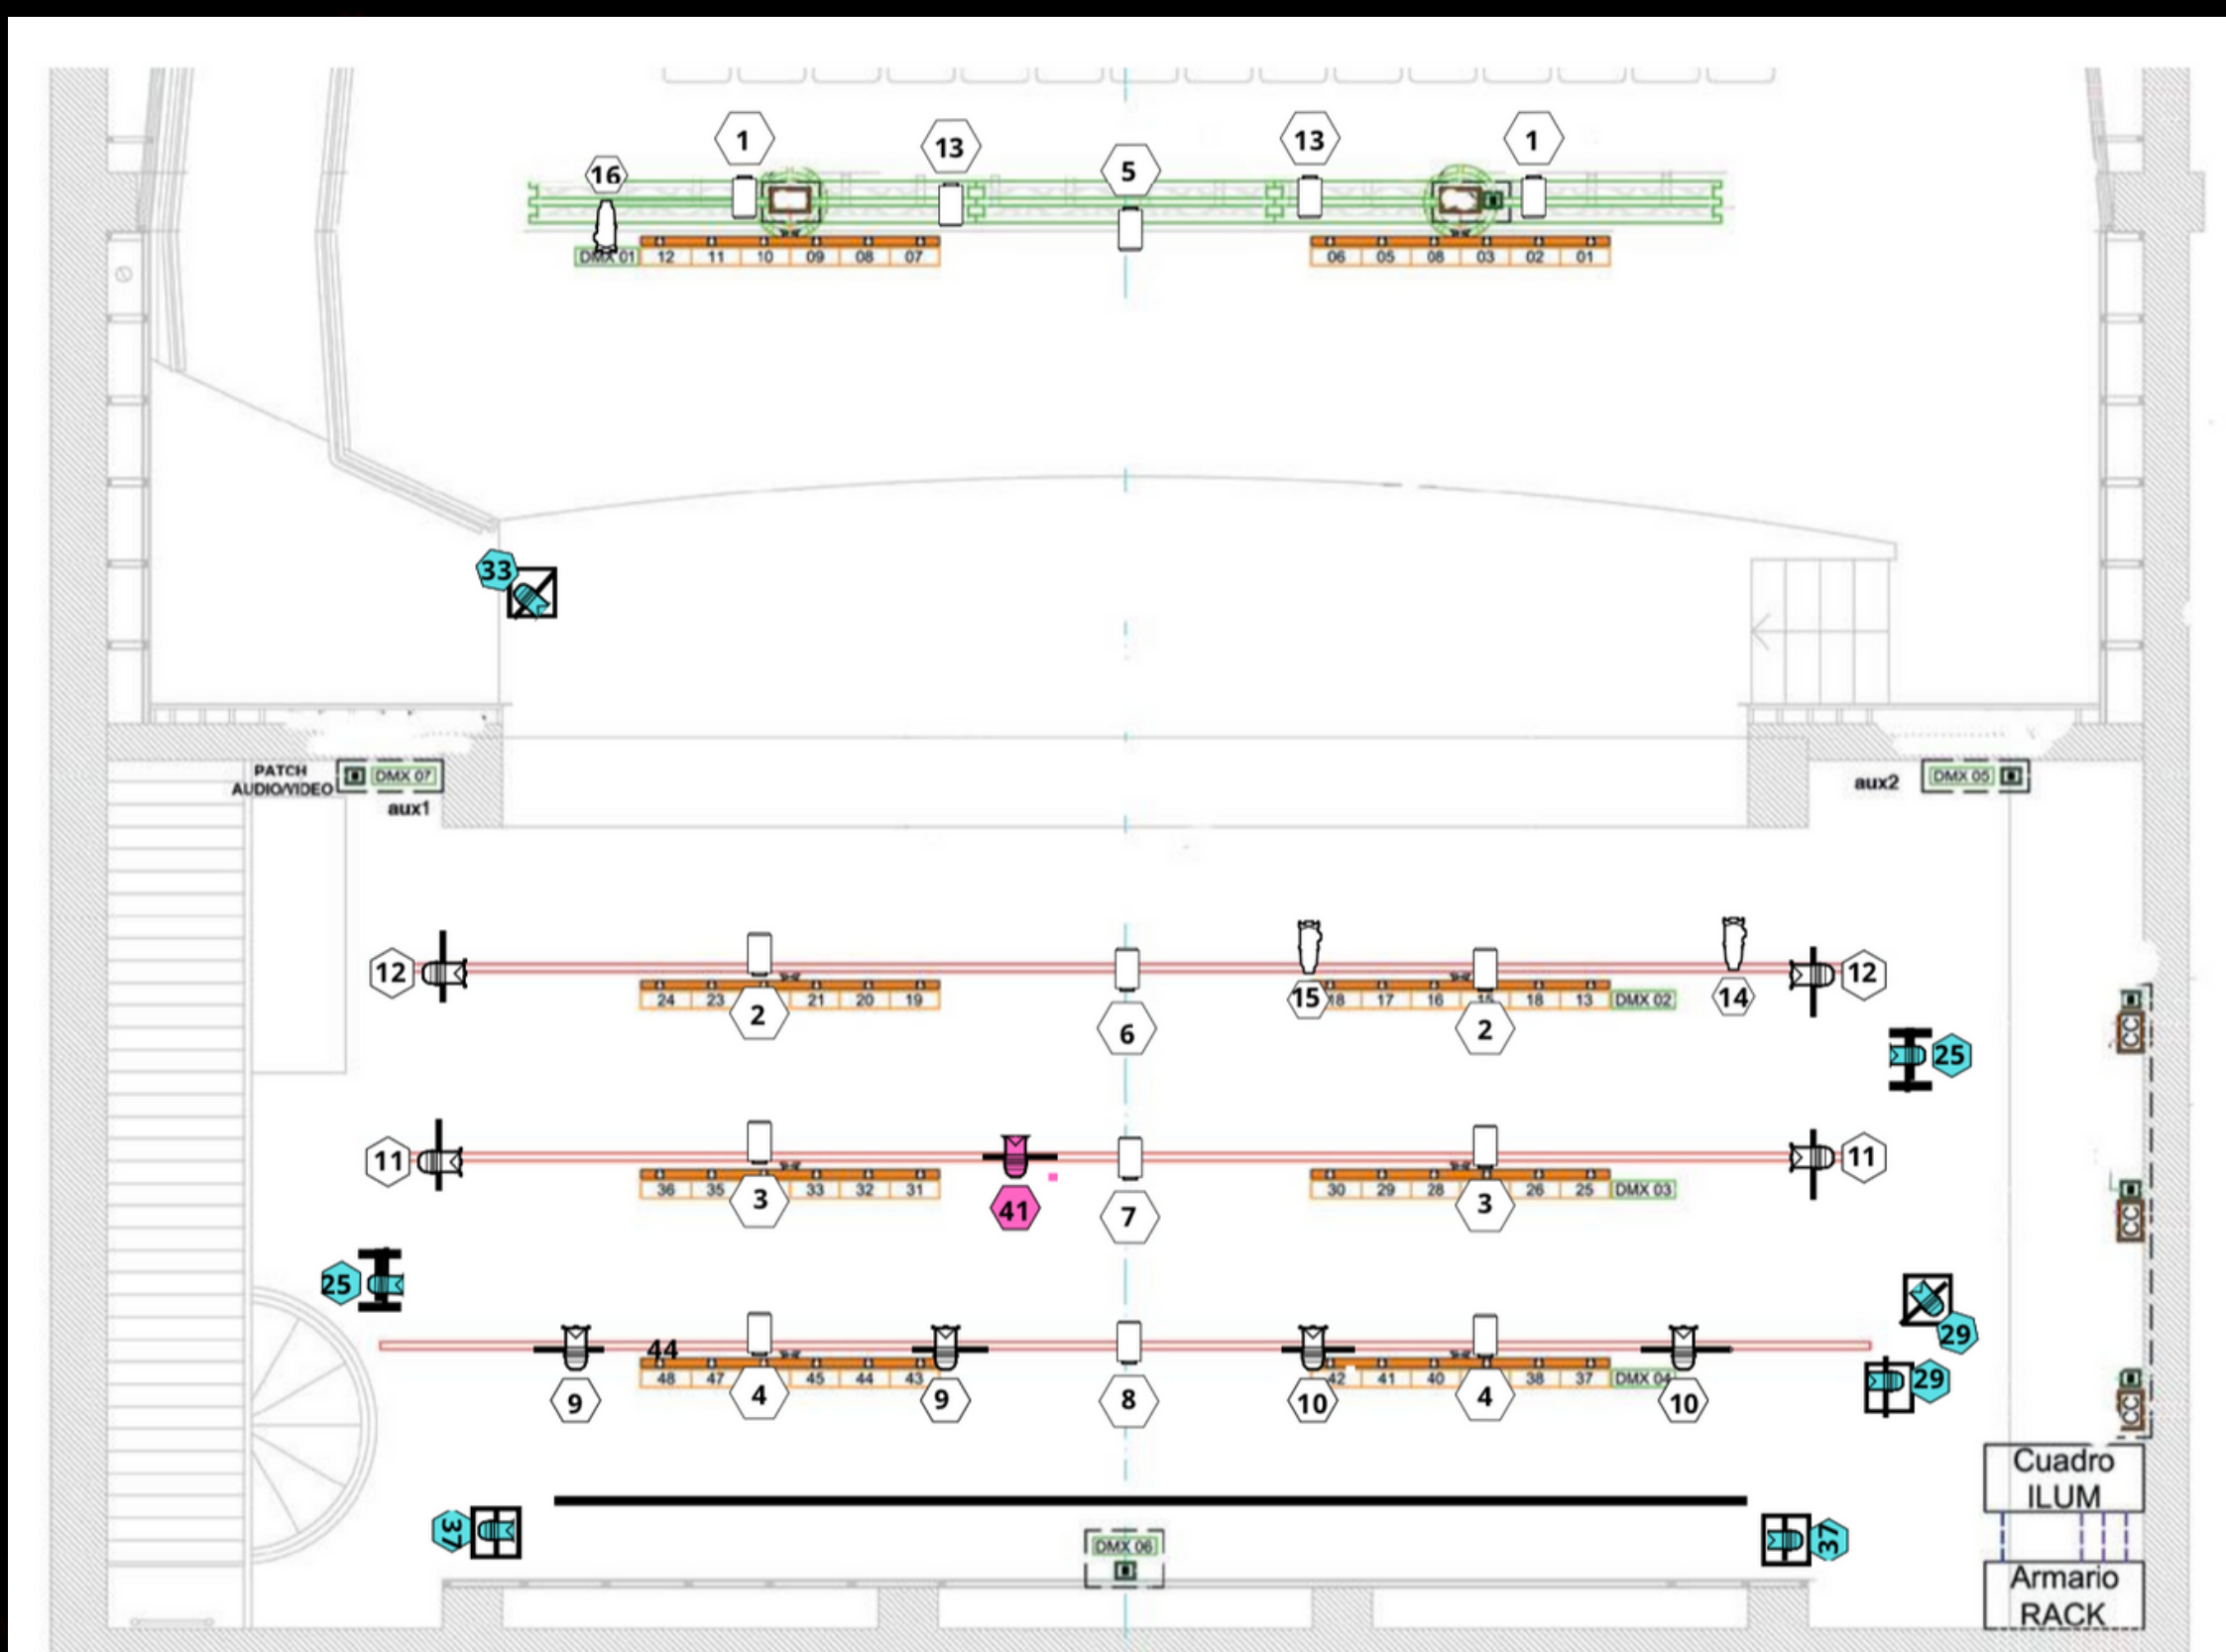 1 13 13 1
16 5
DMX 01 12 11 10 09 08 07 06 05 08 03 02 01
33
PATCH
AUDIO/VIDEO DMX 07 aux2 DMX 05
aux1
12 12
24 23 21 20 19 15 18 17 16 15 18 13 DMX 02 14
2 6 2
25
11 11
36 35 33 32 31 30 29 28 26 25 DMX 03
3 41 7 3
25
29
44
48 47 45 44 43 42 41 40 38 37 DMX 04 29
9 4 9 8 10 4 10
CC
CC
CC
Cuadro
ILUM
37 DMX 06 37
Armario
RACK